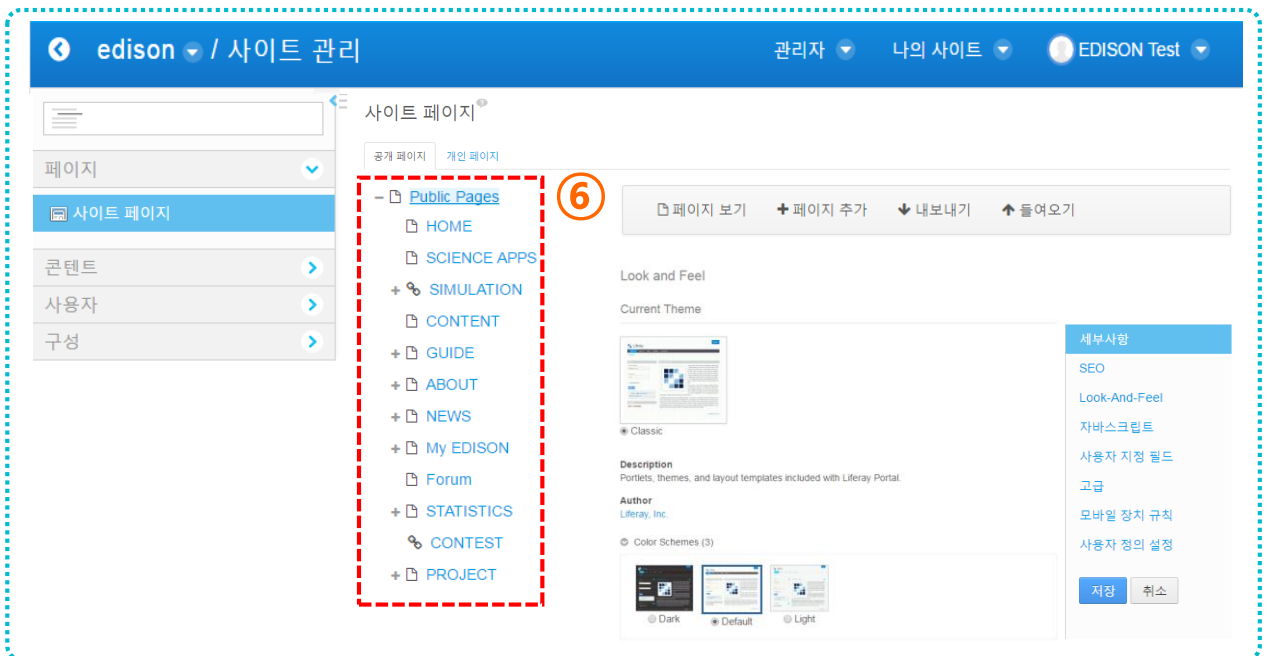 edison / 사이트 관리
관리자
나의 사이트
EDISON Test
페이지
사이트 페이지
콘텐트
사용자
구성
사이트 페이지
공개 페이지
개인 페이지
Public Pages
HOME
SCIENCE APPS
SIMULATION
CONTENT
GUIDE
ABOUT
NEWS
My EDISON
Forum
STATISTICS
CONTEST
PROJECT
⑥
페이지 보기
페이지 추가
내보내기
들여오기
Look and Feel
Current Theme
Classic
Description
Portlets, themes, and layout templates included with Liferay Portal.
Author
Liferay, Inc.
Color Schemes (3)
Dark
Default
Light
세부사항
SEO
Look-And-Feel
자바스크립트
사용자 지정 필드
고급
모바일 장치 규칙
사용자 정의 설정
저장
취소